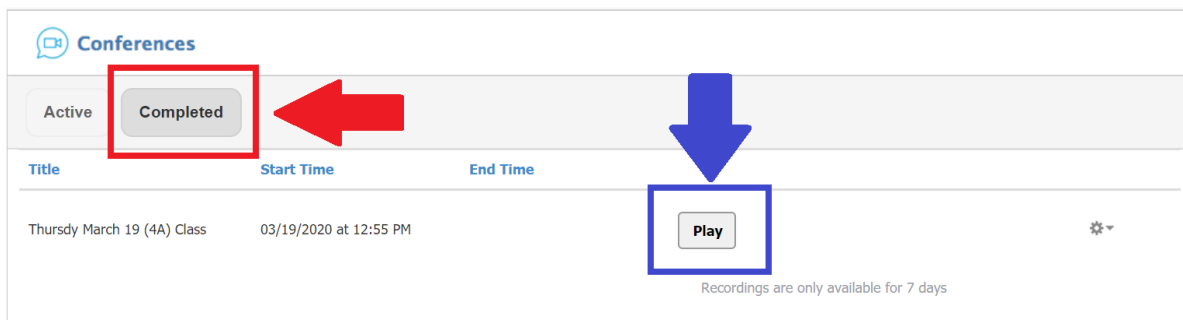 Conferences
Active Completed
Title Start Time End Time
Thursdy March 19 (4A) Class 03/19/2020 at 12:55 PM Play
Recordings are only available for 7 days